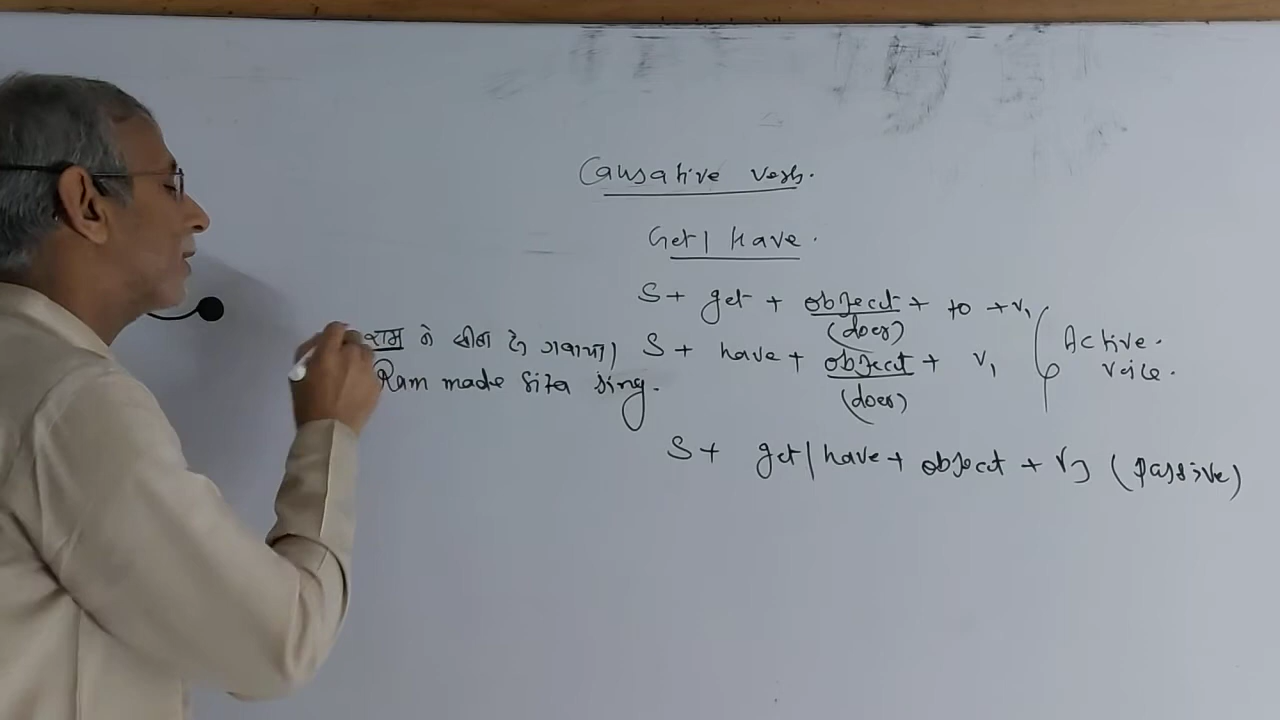 Causative Verb.
Get/ Have.
S + get + object + to + V1
(doer)
S + have + object + V1
(doer)
Active.
Voice.
S + get/have + object + V3 (Passive)
राम ने सीता से गवाया।
Ram made Sita sing.